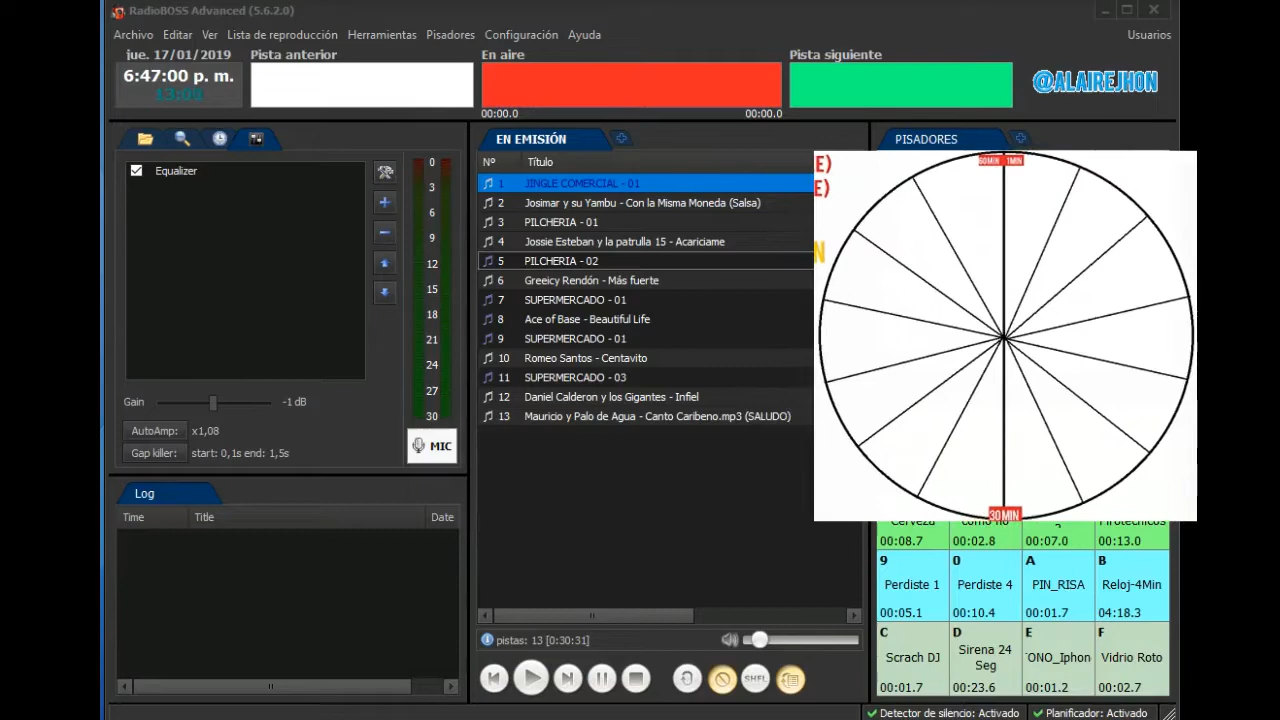 RadioBOSS Advanced (5.6.2.0)
Archivo Editar Ver Lista de reproducción Herramientas Pisadores Configuración Ayuda Usuarios
jue. 17/01/2019 Pista anterior En aire Pista siguiente
6:47:00 p. m.
13:09
@ALAIREJHON
00:00.0 00:00.0
EN EMISIÓN
PISADORES
Nº Título
Equalizer
1 JINGLE COMERCIAL - 01
2 Josimar y su Yambu - Con la Misma Moneda (Salsa)
3 PILCHERIA - 01
4 Jossie Esteban y la patrulla 15 - Acariciame
5 PILCHERIA - 02
6 Greeicy Rendón - Más fuerte
7 SUPERMERCADO - 01
8 Ace of Base - Beautiful Life
9 SUPERMERCADO - 01
10 Romeo Santos - Centavito
11 SUPERMERCADO - 03
12 Daniel Calderon y los Gigantes - Infiel
13 Mauricio y Palo de Agua - Canto Caribeno.mp3 (SALUDO)
0
3
6
9
12
15
18
21
24
27
30
Gain -1 dB
AutoAmp: x1,08
Gap killer: start: 0,1s end: 1,5s
MIC
E)
E)
N
60MIN 1MIN
30MIN
Log
Time Title Date
pistas: 13 [0:30:31]
SHFL
00:08.7 00:02.8 00:07.0 00:13.0
9 0 A B
Perdiste 1 Perdiste 4 PIN_RISA Reloj-4Min
00:05.1 00:10.4 00:01.7 04:18.3
C D E F
Scrach DJ Sirena 24 Seg ONO_Iphon Vidrio Roto
00:01.7 00:23.6 00:01.2 00:02.7
Detector de silencio: Activado Planificador: Activado